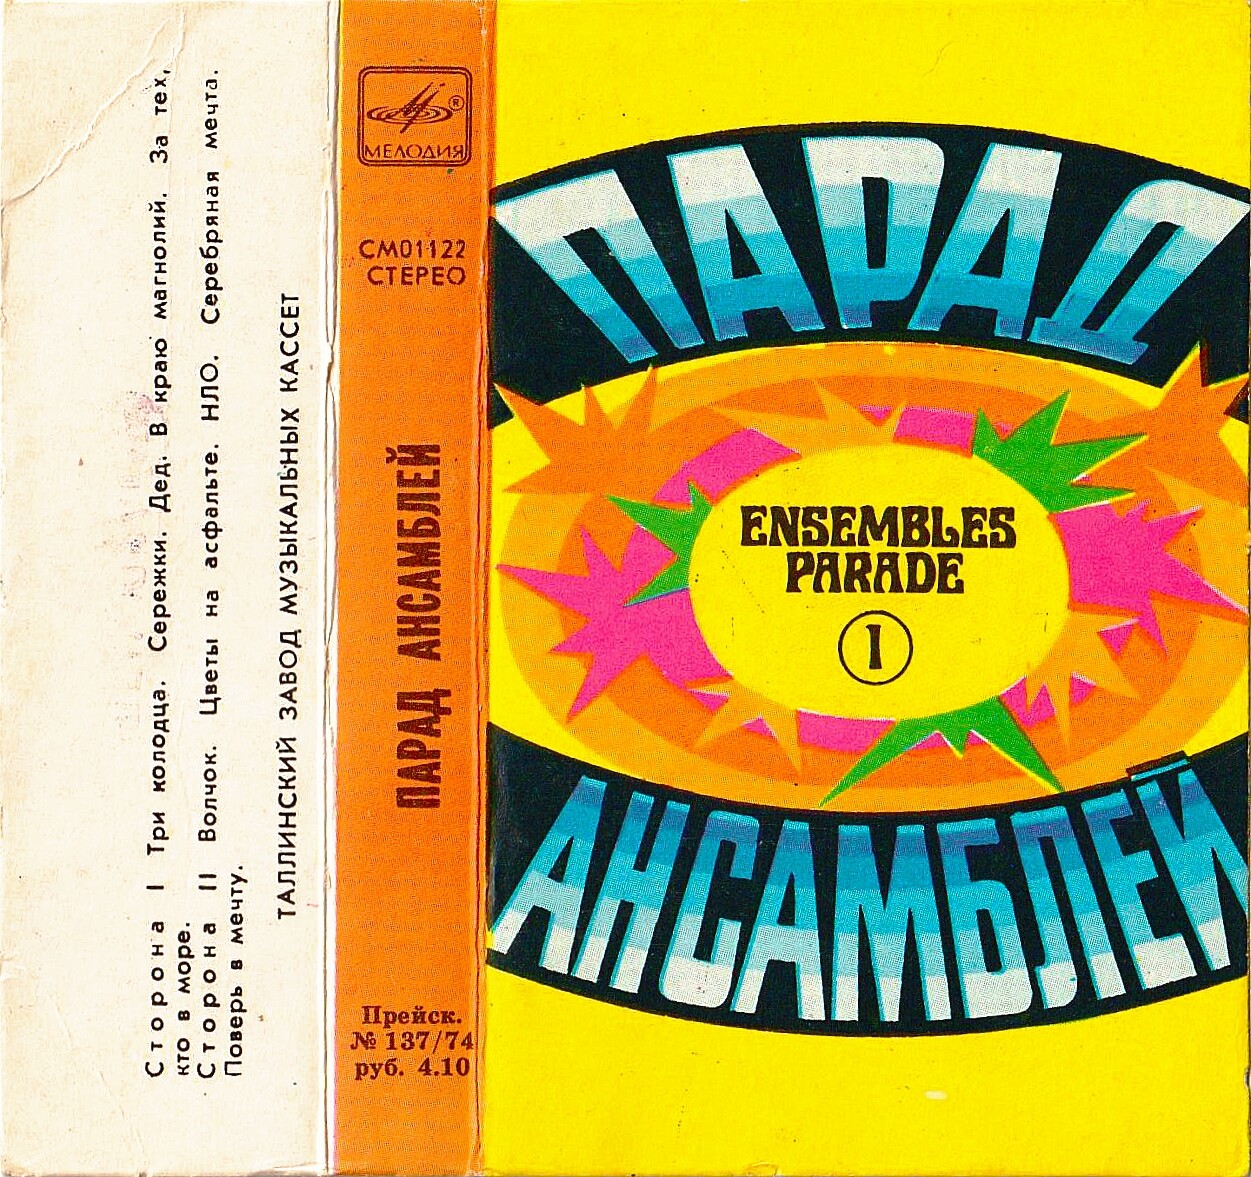 Сторона I Три колодца. Сережки. Дед. В краю магнолий. За тех,
кто в море.
Сторона II Волчок. Цветы на асфальте. НЛО. Серебряная мечта.
Поверь в мечту.
ТАЛЛИНСКИЙ ЗАВОД МУЗЫКАЛЬНЫХ КАССЕТ
®
МЕЛОДИЯ
СМ01122
СТЕРЕО
ПАРАД АНСАМБЛЕЙ
Прейск.
№ 137/74
руб. 4.10
ПАРАД
ENSEMBLES
PARADE
1
АНСАМБЛЕЙ